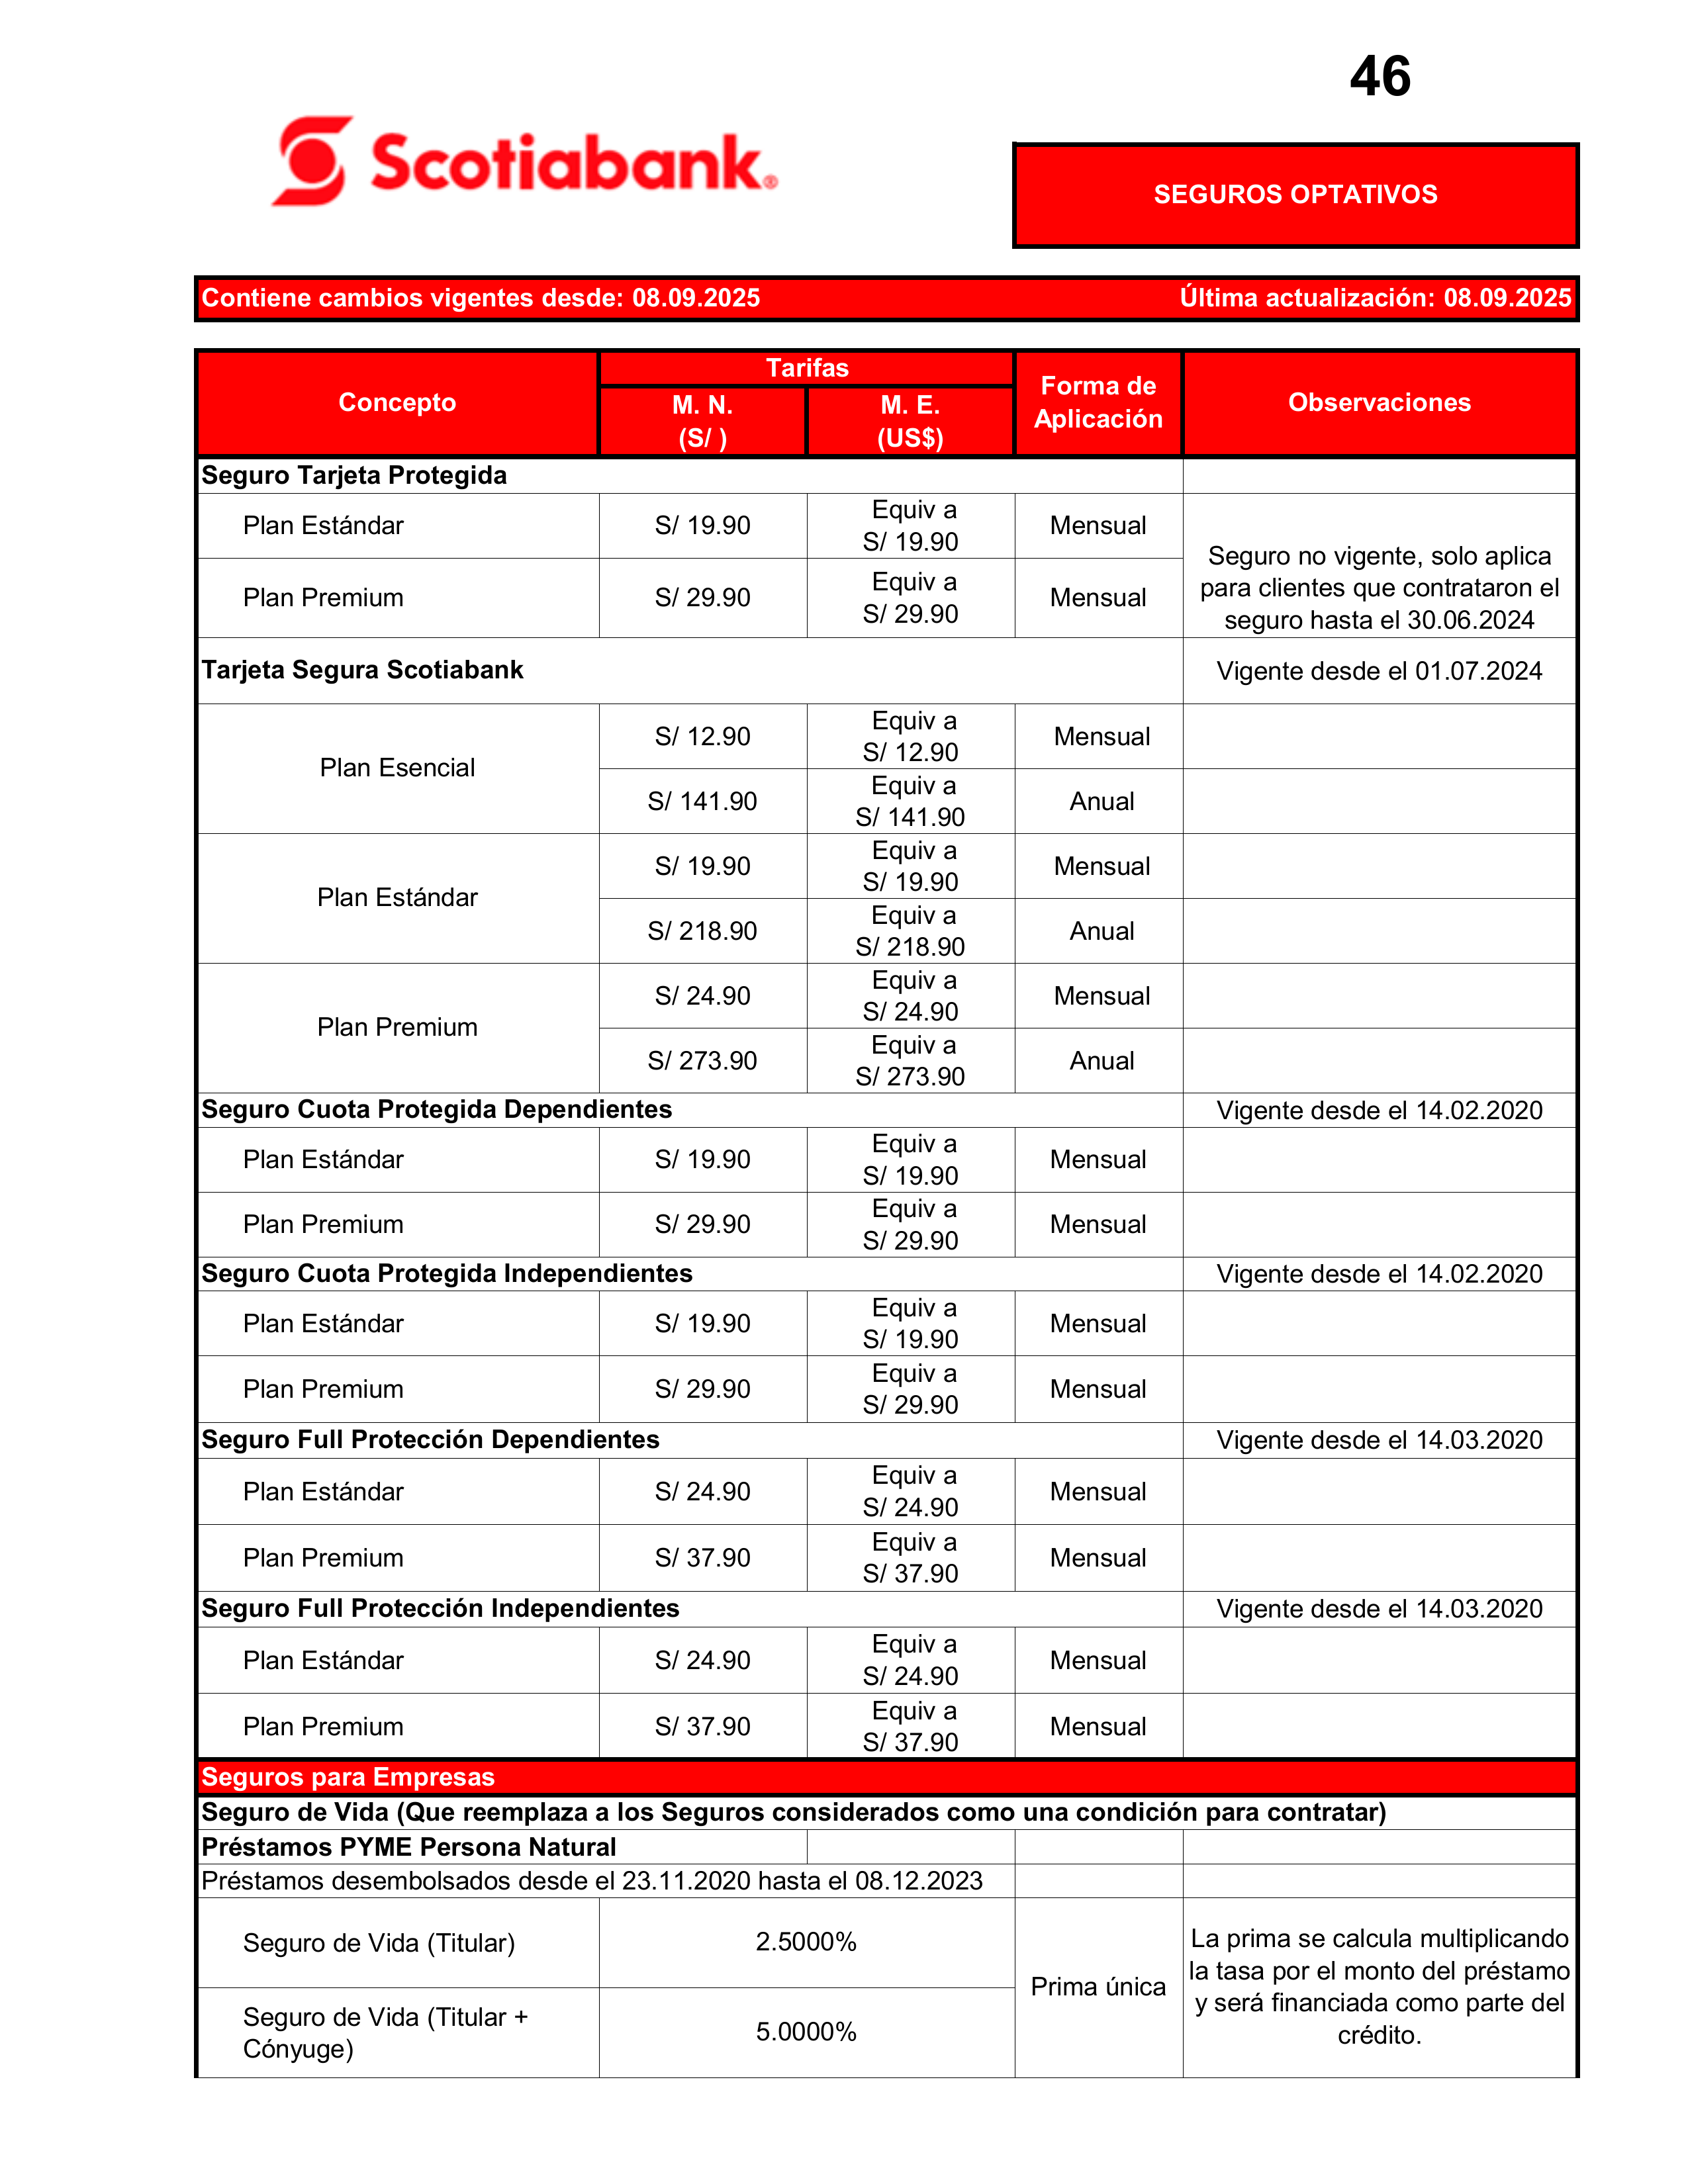 46
Scotiabank®
SEGUROS OPTATIVOS
Contiene cambios vigentes desde: 08.09.2025 Última actualización: 08.09.2025
Concepto
Tarifas
M. N.
(S/ )
M. E.
(US$)
Forma de
Aplicación
Observaciones
Seguro Tarjeta Protegida
Plan Estándar
S/ 19.90
Equiv a
S/ 19.90
Mensual
Plan Premium
S/ 29.90
Equiv a
S/ 29.90
Mensual
Seguro no vigente, solo aplica
para clientes que contrataron el
seguro hasta el 30.06.2024
Tarjeta Segura Scotiabank
Vigente desde el 01.07.2024
Plan Esencial
S/ 12.90
Equiv a
S/ 12.90
Mensual
S/ 141.90
Equiv a
S/ 141.90
Anual
Plan Estándar
S/ 19.90
Equiv a
S/ 19.90
Mensual
S/ 218.90
Equiv a
S/ 218.90
Anual
Plan Premium
S/ 24.90
Equiv a
S/ 24.90
Mensual
S/ 273.90
Equiv a
S/ 273.90
Anual
Seguro Cuota Protegida Dependientes
Vigente desde el 14.02.2020
Plan Estándar
S/ 19.90
Equiv a
S/ 19.90
Mensual
Plan Premium
S/ 29.90
Equiv a
S/ 29.90
Mensual
Seguro Cuota Protegida Independientes
Vigente desde el 14.02.2020
Plan Estándar
S/ 19.90
Equiv a
S/ 19.90
Mensual
Plan Premium
S/ 29.90
Equiv a
S/ 29.90
Mensual
Seguro Full Protección Dependientes
Vigente desde el 14.03.2020
Plan Estándar
S/ 24.90
Equiv a
S/ 24.90
Mensual
Plan Premium
S/ 37.90
Equiv a
S/ 37.90
Mensual
Seguro Full Protección Independientes
Vigente desde el 14.03.2020
Plan Estándar
S/ 24.90
Equiv a
S/ 24.90
Mensual
Plan Premium
S/ 37.90
Equiv a
S/ 37.90
Mensual
Seguros para Empresas
Seguro de Vida (Que reemplaza a los Seguros considerados como una condición para contratar)
Préstamos PYME Persona Natural
Préstamos desembolsados desde el 23.11.2020 hasta el 08.12.2023
Seguro de Vida (Titular)
2.5000%
Seguro de Vida (Titular +
Cónyuge)
5.0000%
Prima única
La prima se calcula multiplicando
la tasa por el monto del préstamo
y será financiada como parte del
crédito.